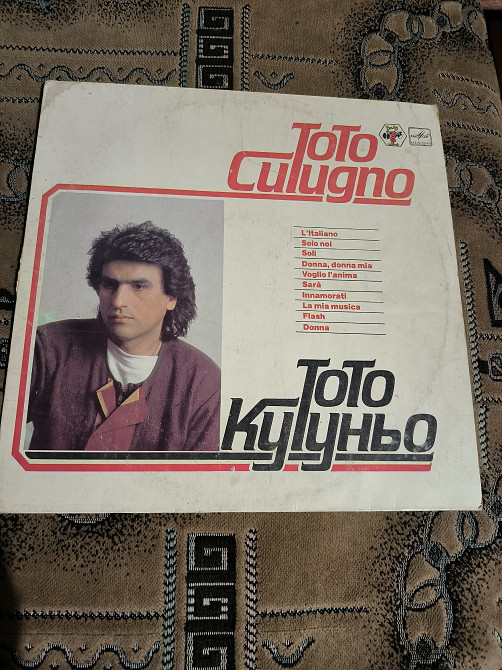 Toto
Cutugno
L'Italiano
Solo noi
Soli
Donna, donna mia
Voglio l'anima
Sarà
Innamorati
La mia musica
Flash
Donna
Тото
Кутуньо